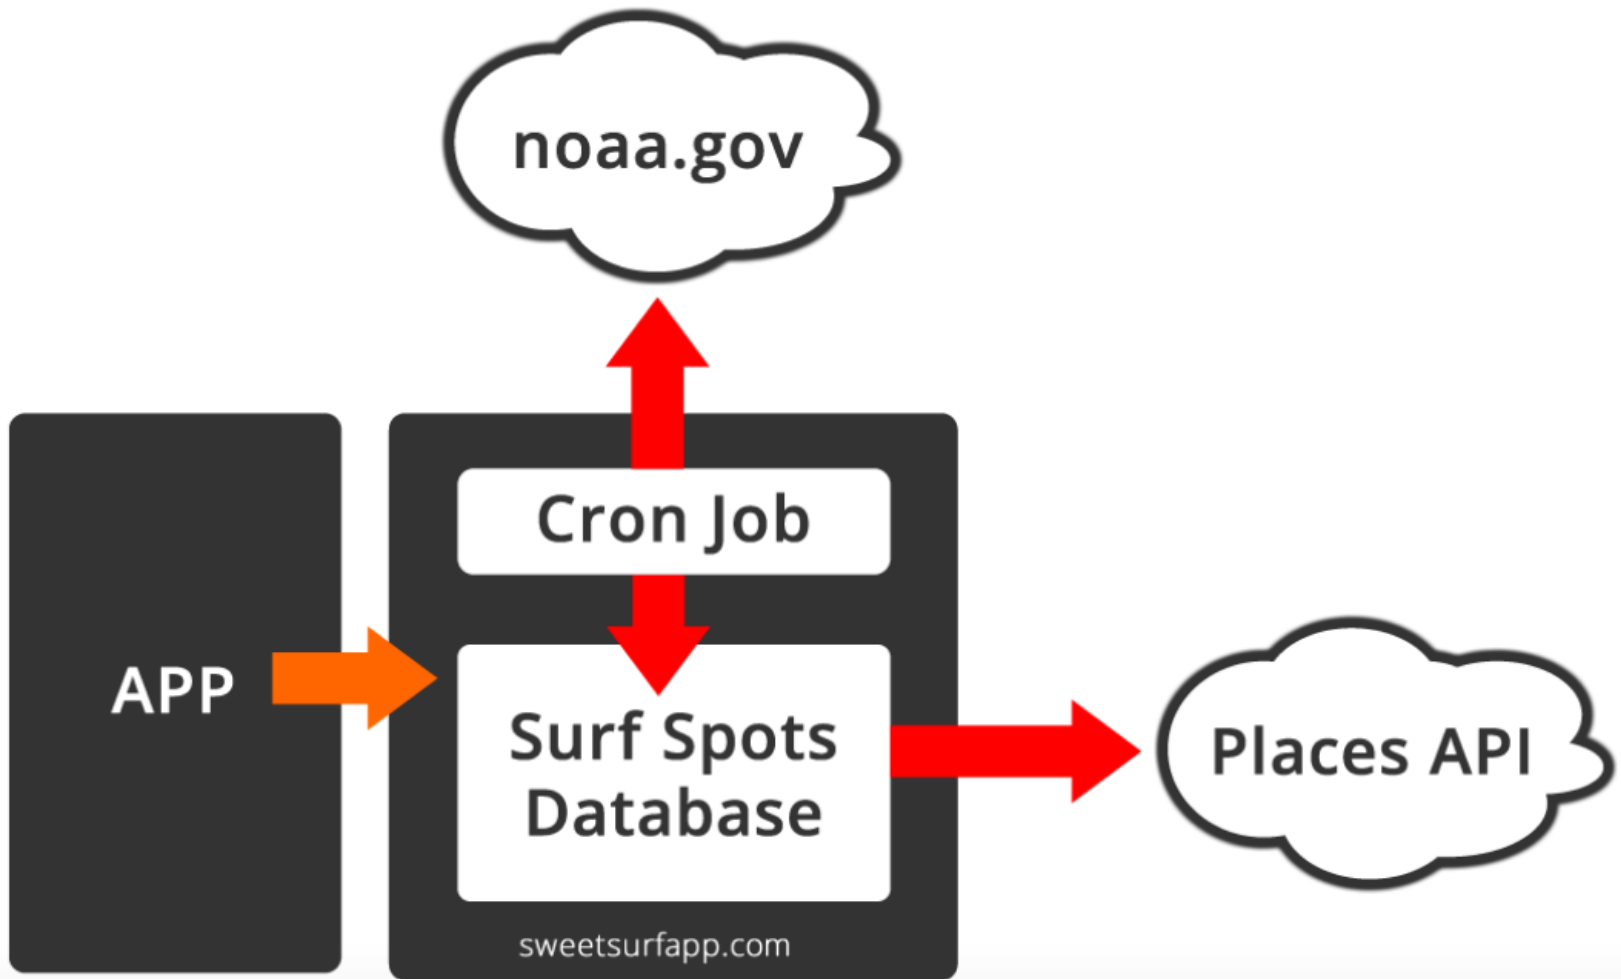 noaa.gov
Cron Job
APP
Surf Spots
Database
Places API
sweetsurfapp.com